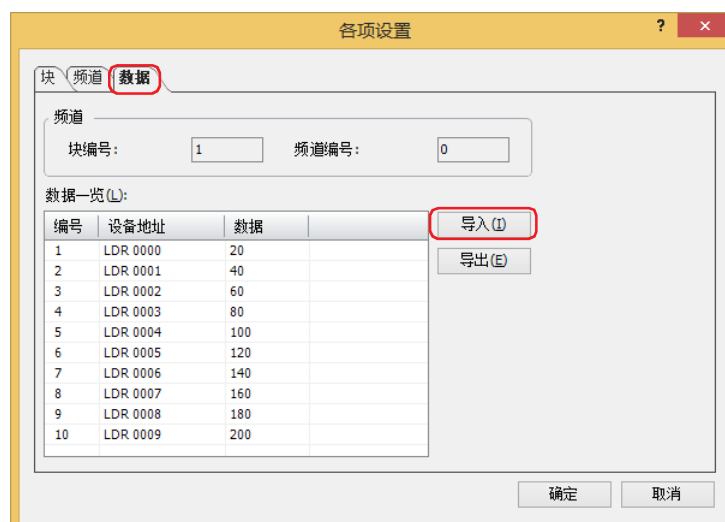 各项设置
? ×
块 频道 数据
频道
块编号: 1 频道编号: 0
数据一览(L):
编号 设备地址 数据
导入(I)
1 LDR 0000 20
导出(E)
2 LDR 0001 40
3 LDR 0002 60
4 LDR 0003 80
5 LDR 0004 100
6 LDR 0005 120
7 LDR 0006 140
8 LDR 0007 160
9 LDR 0008 180
10 LDR 0009 200
确定 取消